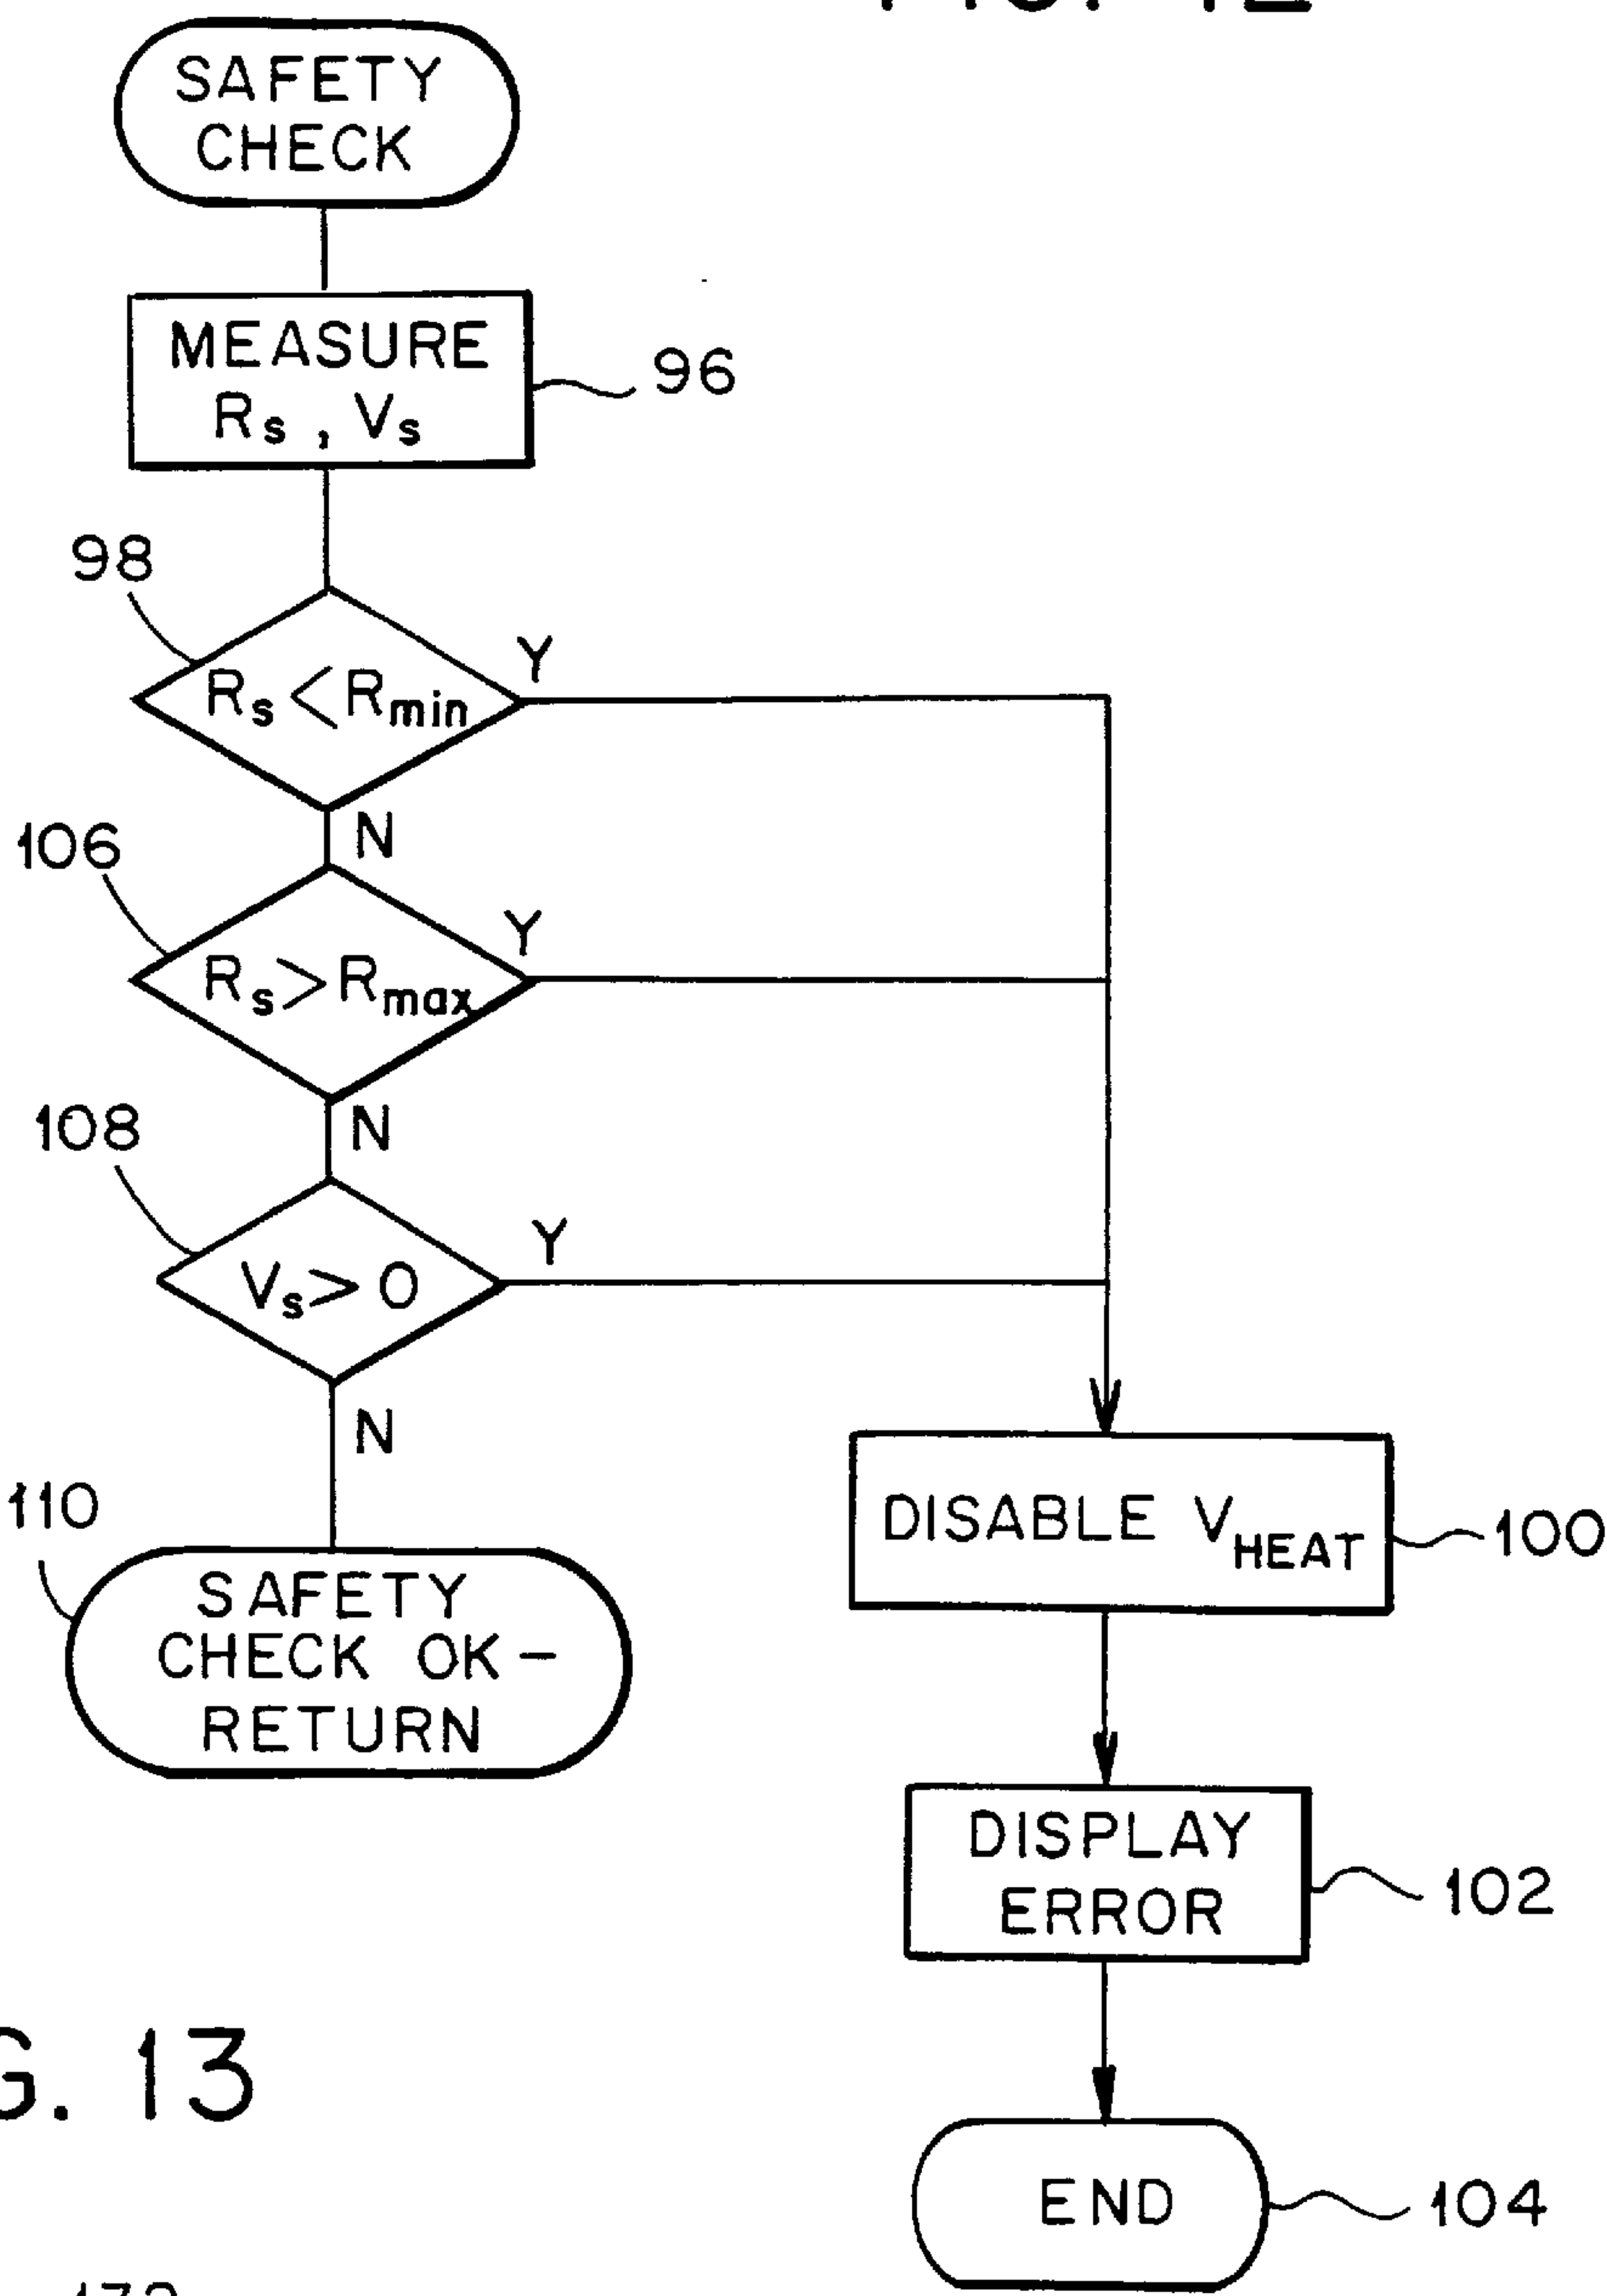 SAFETY
CHECK
MEASURE
Rs , Vs
96
98
Rs < Rmin
Y
N
106
Rs > Rmax
Y
N
108
Vs > 0
Y
N
110
SAFETY
CHECK OK-
RETURN
DISABLE VHEAT
100
DISPLAY
ERROR
102
END
104
G. 13